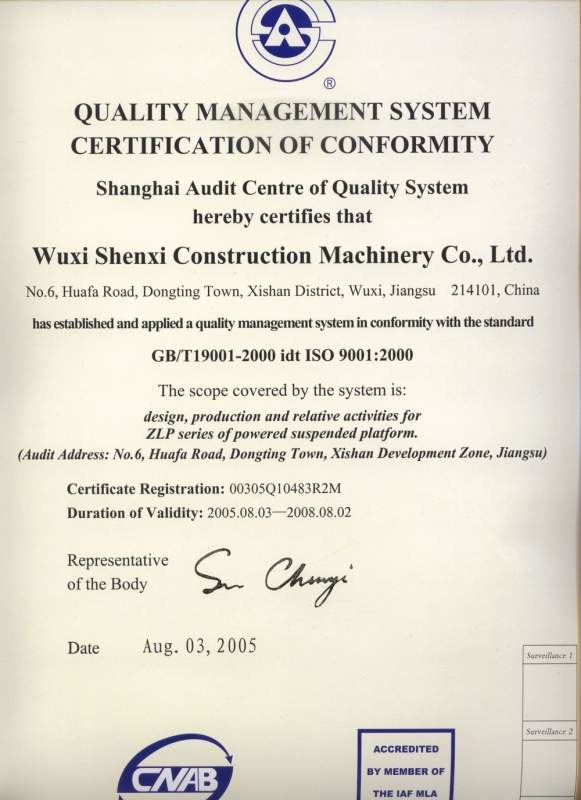 ®
QUALITY MANAGEMENT SYSTEM
CERTIFICATION OF CONFORMITY
Shanghai Audit Centre of Quality System
hereby certifies that
Wuxi Shenxi Construction Machinery Co., Ltd.
No.6, Huafa Road, Dongting Town, Xishan District, Wuxi, Jiangsu 214101, China
has established and applied a quality management system in conformity with the standard
GB/T19001-2000 idt ISO 9001:2000
The scope covered by the system is:
design, production and relative activities for
ZLP series of powered suspended platform.
(Audit Address: No.6, Huafa Road, Dongting Town, Xishan Development Zone, Jiangsu)
Certificate Registration: 00305Q10483R2M
Duration of Validity: 2005.08.03—2008.08.02
Representative
of the Body
Date Aug. 03, 2005
Surveillance 1
Surveillance 2
CNAB
ACCREDITED
BY MEMBER OF
THE IAF MLA